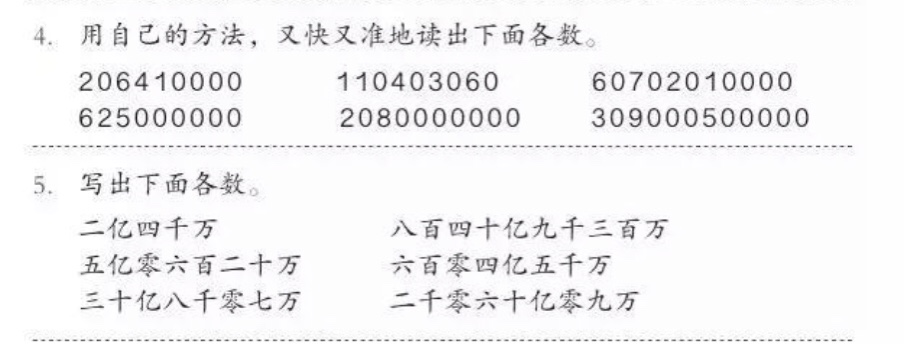 4. 用自己的方法，又快又准地读出下面各数。
206410000 110403060 60702010000
625000000 2080000000 309000500000
5. 写出下面各数。
二亿四千万 八百四十亿九千三百万
五亿零六百二十万 六百零四亿五千万
三十亿八千零七万 二千零六十亿零九万